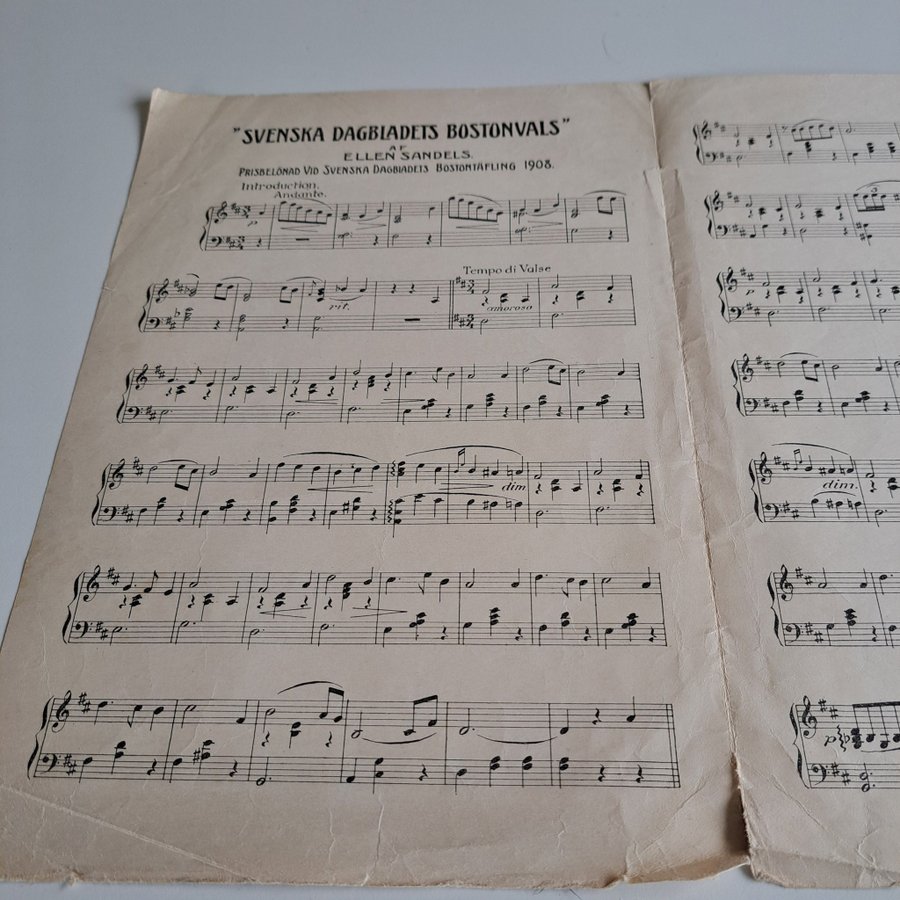 "SVENSKA DAGBLADETS BOSTONVALS"
AF
ELLEN SANDELS.
PRISBELÖNAD VID SVENSKA DAGBLADETS BOSTONTÄFLING 1908.
Introduction.
Andante.
rit.
Tempo di Valse
amorosa
dim
dim.
p
p